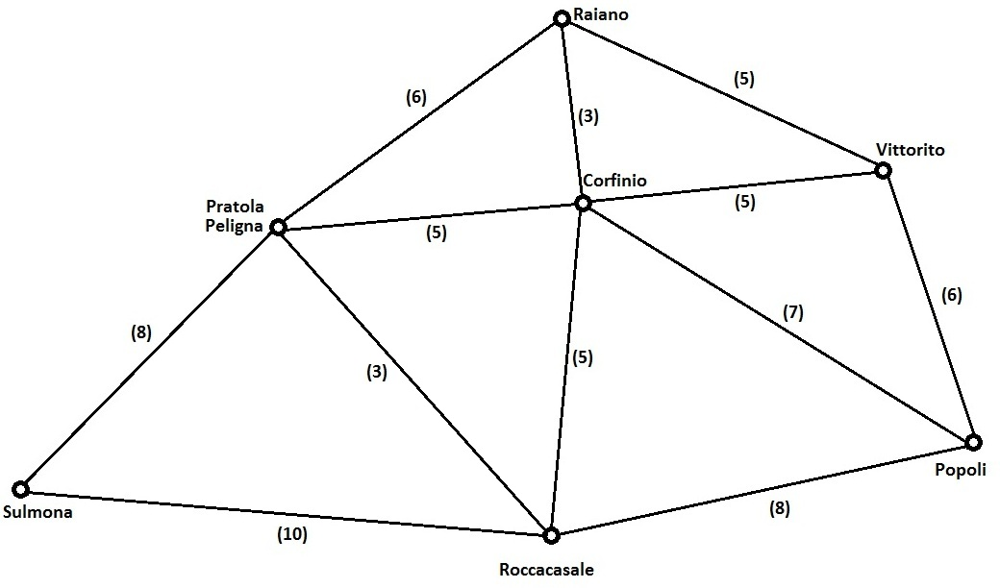 Raiano
(5)
(6)
(3)
Vittorito
Corfinio
Pratola
Peligna
(5)
(5)
(6)
(7)
(8)
(5)
(3)
Popoli
Sulmona
(8)
(10)
Roccacasale